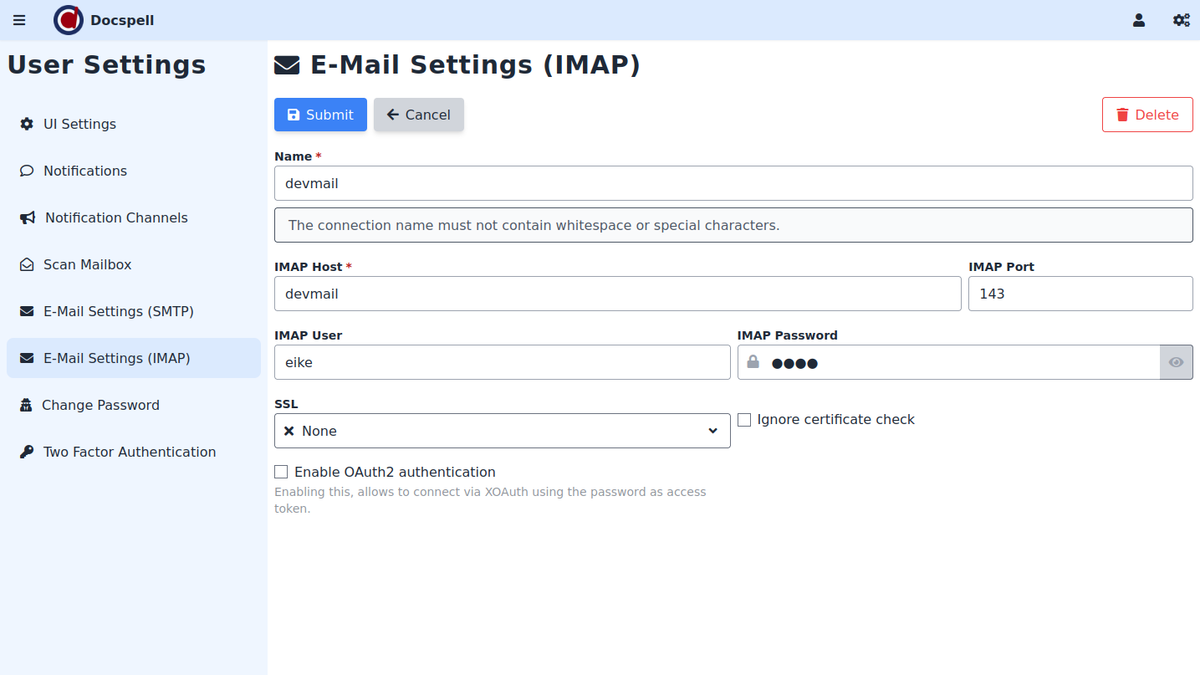 Docspell
User Settings
UI Settings
Notifications
Notification Channels
Scan Mailbox
E-Mail Settings (SMTP)
E-Mail Settings (IMAP)
Change Password
Two Factor Authentication
E-Mail Settings (IMAP)
Submit Cancel Delete
Name *
devmail
The connection name must not contain whitespace or special characters.
IMAP Host * IMAP Port
devmail 143
IMAP User IMAP Password
eike ●●●●
SSL
None Ignore certificate check
Enable OAuth2 authentication
Enabling this, allows to connect via XOAuth using the password as access
token.